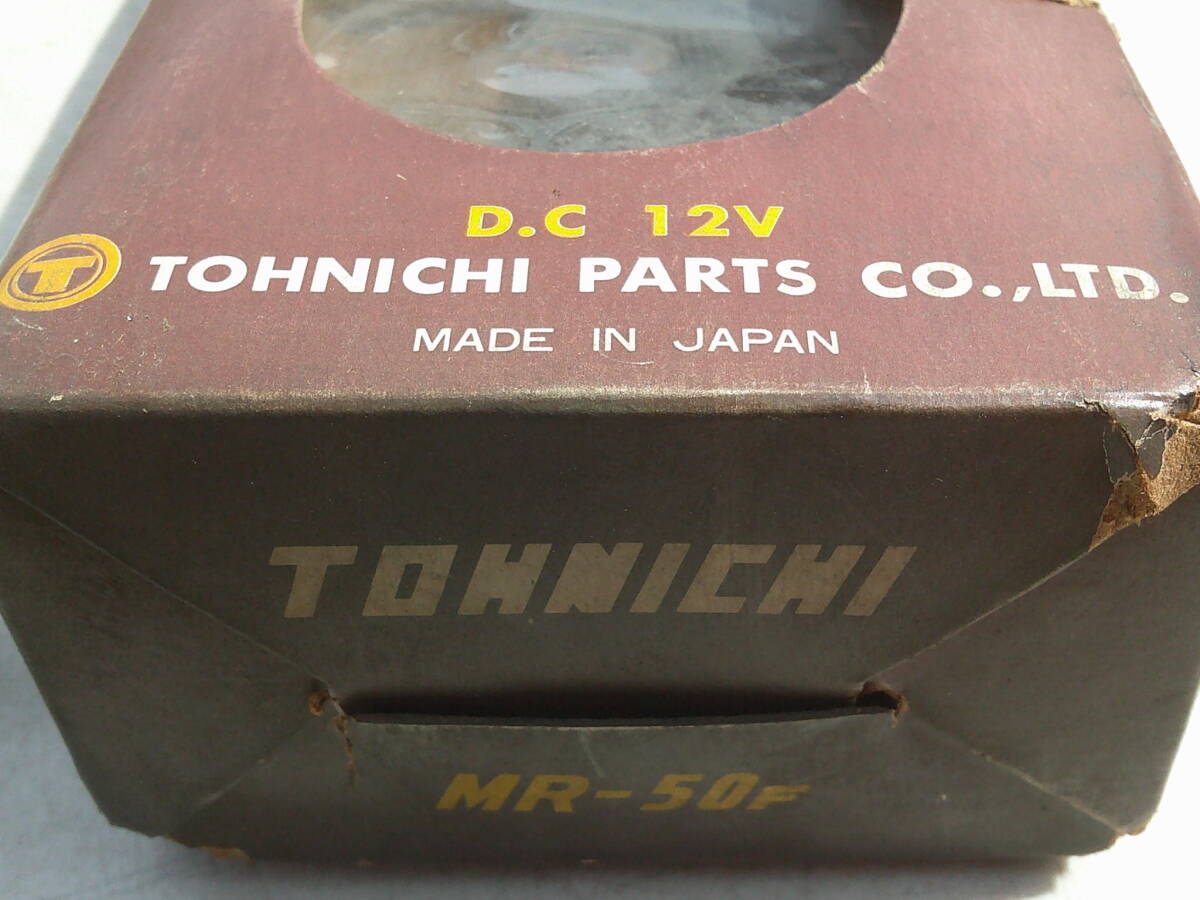 D.C 12V
T TOHNICHI PARTS CO.,LTD.
MADE IN JAPAN
TOHNICHI
MR-50F